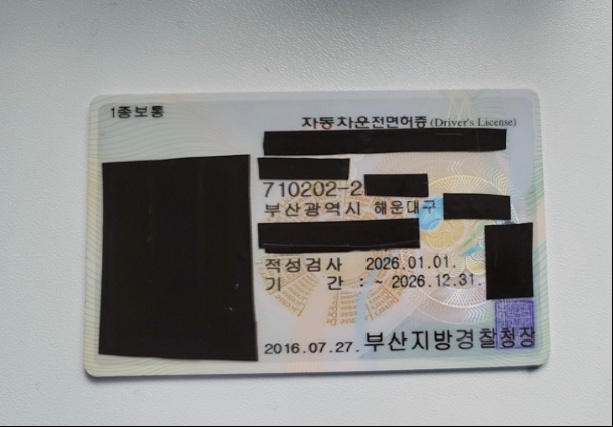 1종보통
자동차운전면허증 (Driver's License)
710202-2
부산광역시 해운대구
적성검사 2026.01.01.
기 간 : ~ 2026.12.31.
2016.07.27. 부산지방경찰청장